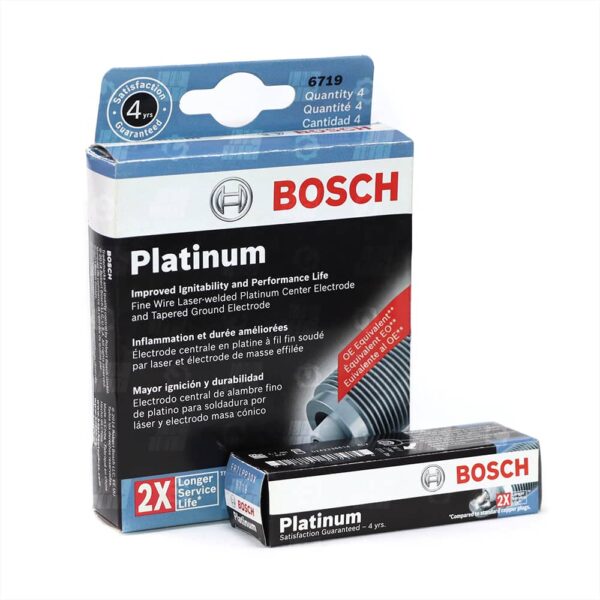 Satisfaction
4 yrs
Guaranteed
6719
Quantity 4
Quantité 4
Cantidad 4
BOSCH
Platinum
Improved Ignitability and Performance Life
Fine Wire Laser-welded Platinum Center Electrode
and Tapered Ground Electrode
Inflammation et durée améliorées
Électrode centrale en platine à fil fin soudé
par laser et électrode de masse effilée
Mayor ignición y durabilidad
Electrodo central de alambre fino
de platino para soldadura por
láser y electrodo masa cónico
OE Equivalent**
Équivalent EO**
Euivalente al OE**
2X Longer
Service
Life*
BOSCH
BOSCH
6719
BOSCH
Platinum
Satisfaction Guaranteed – 4 yrs.
2X
*Compared to standard copper plugs.